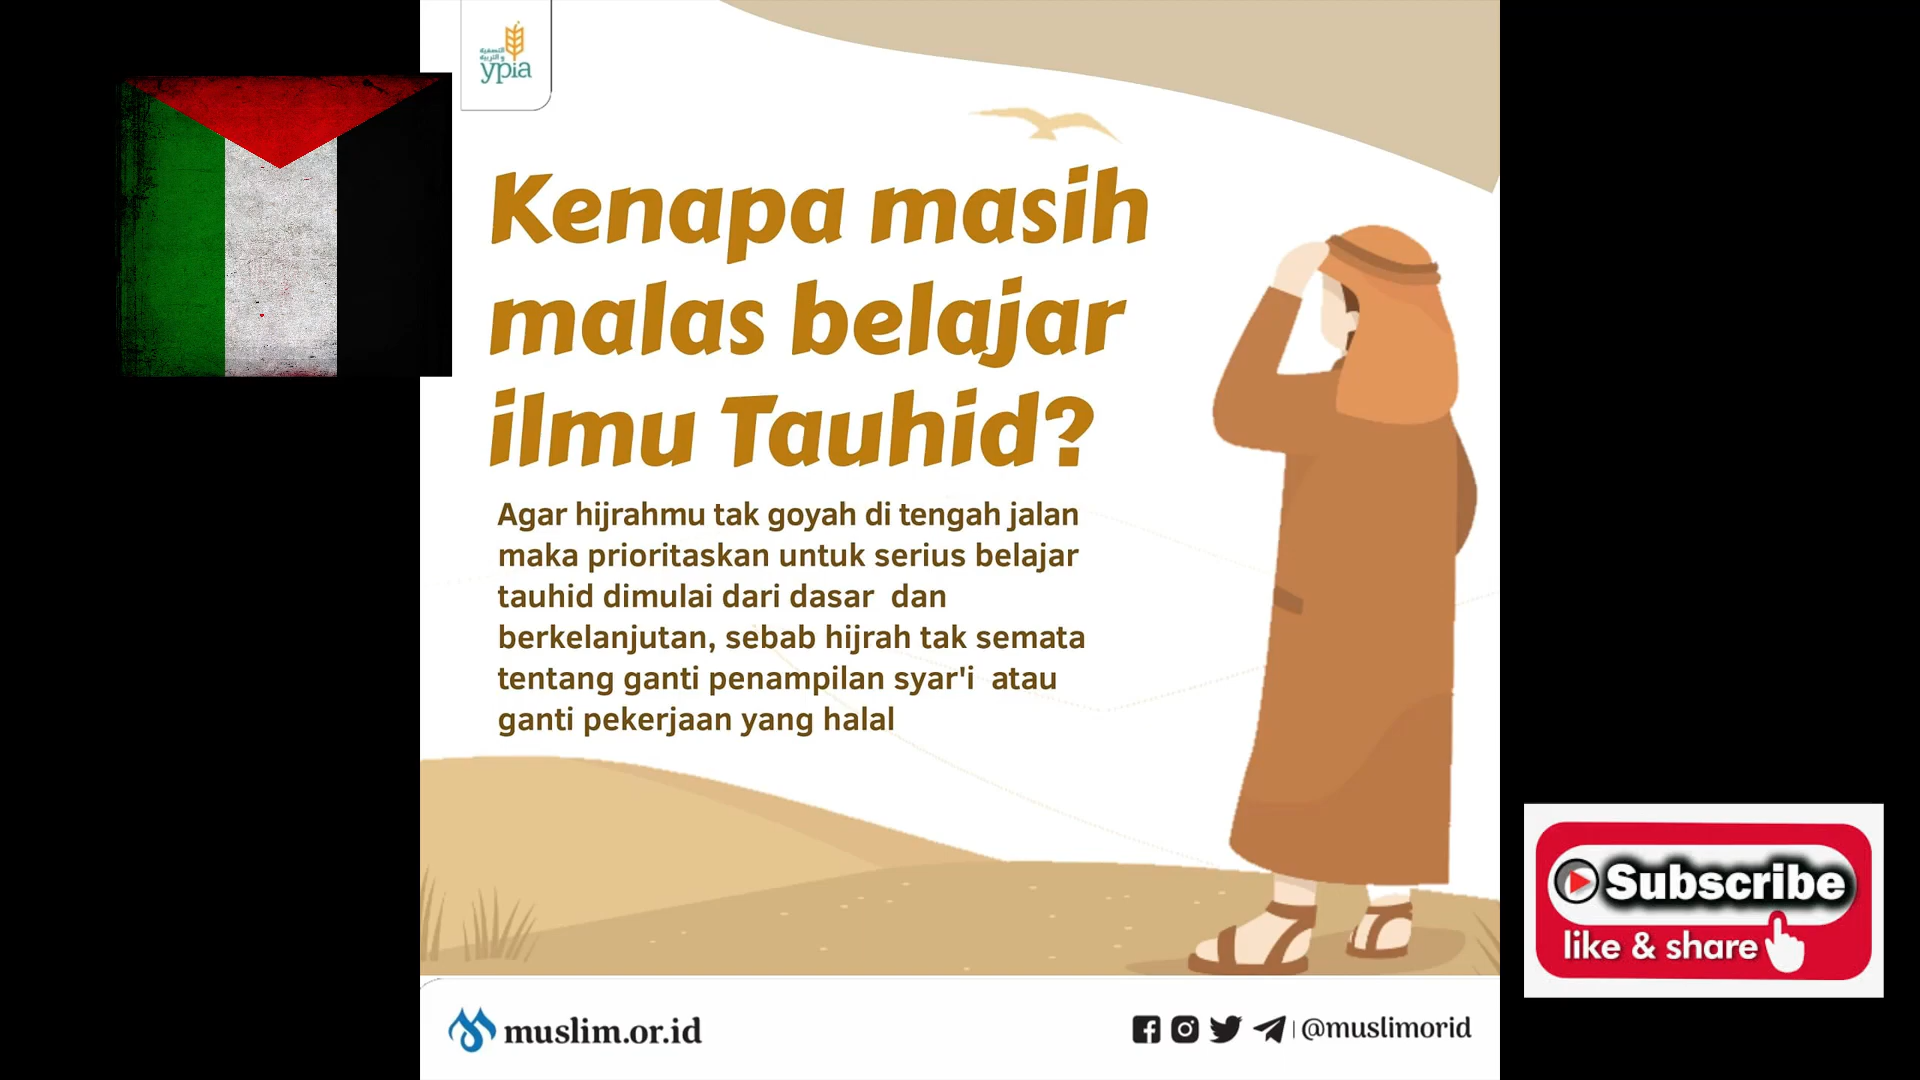 التصفية
و التربية
ypia
Kenapa masih
malas belajar
ilmu Tauhid?
Agar hijrahmu tak goyah di tengah jalan
maka prioritaskan untuk serius belajar
tauhid dimulai dari dasar dan
berkelanjutan, sebab hijrah tak semata
tentang ganti penampilan syar'i atau
ganti pekerjaan yang halal
Subscribe
like & share
muslim.or.id
@muslimorid